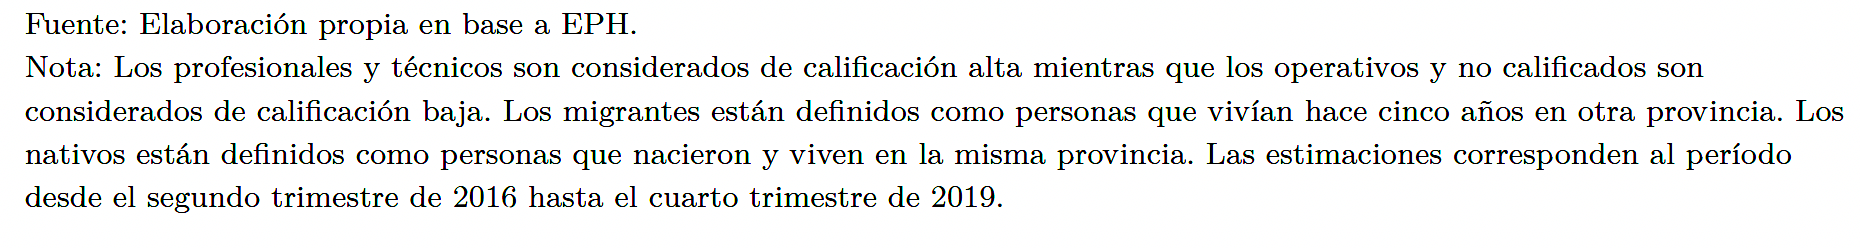 Fuente: Elaboración propia en base a EPH.
Nota: Los profesionales y técnicos son considerados de calificación alta mientras que los operativos y no calificados son
considerados de calificación baja. Los migrantes están definidos como personas que vivían hace cinco años en otra provincia. Los
nativos están definidos como personas que nacieron y viven en la misma provincia. Las estimaciones corresponden al período
desde el segundo trimestre de 2016 hasta el cuarto trimestre de 2019.